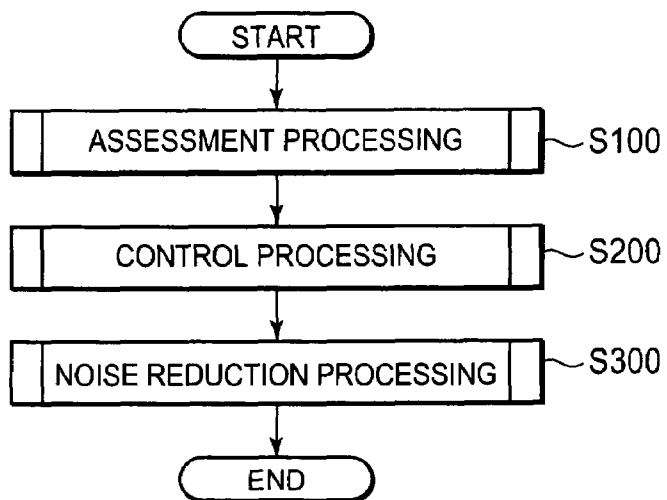 START
ASSESSMENT PROCESSING
S100
CONTROL PROCESSING
S200
NOISE REDUCTION PROCESSING
S300
END